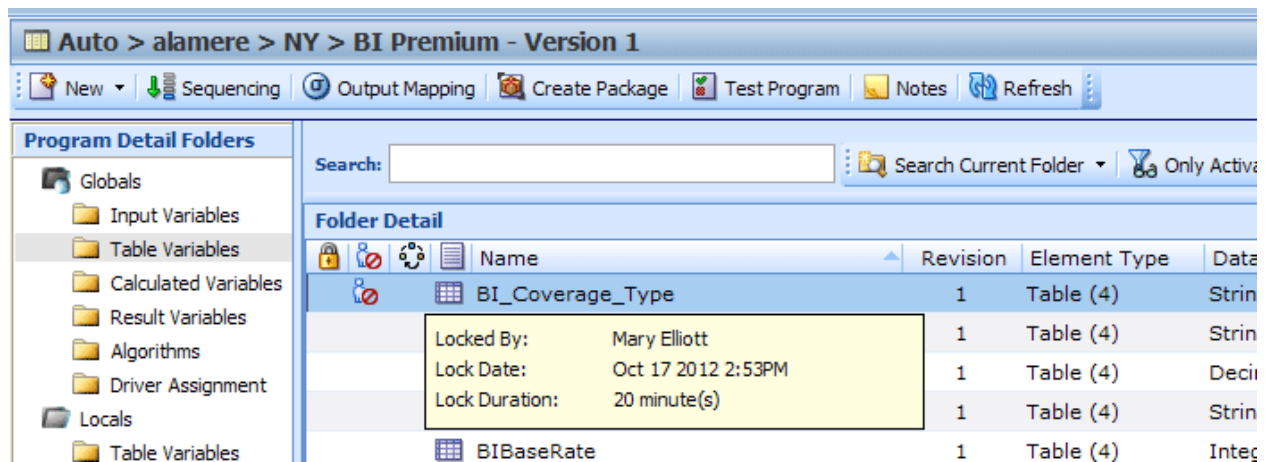 Auto > alamere > NY > BI Premium - Version 1
New Sequencing Output Mapping Create Package Test Program Notes Refresh
Program Detail Folders
Globals
Input Variables
Table Variables
Calculated Variables
Result Variables
Algorithms
Driver Assignment
Locals
Table Variables
Search: Search Current Folder Only Activa
Folder Detail
Name Revision Element Type Data
BI_Coverage_Type 1 Table (4) Strin
Locked By: Mary Elliott
Lock Date: Oct 17 2012 2:53PM
Lock Duration: 20 minute(s)
1 Table (4) Strin
1 Table (4) Deci
1 Table (4) Strin
BIBaseRate 1 Table (4) Integ